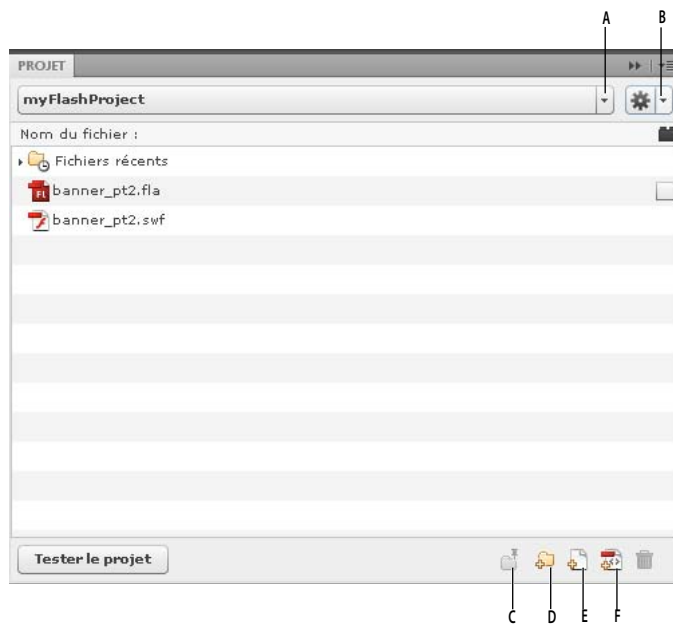 A B
PROJET
myFlashProject
Nom du fichier :
Fichiers récents
banner_pt2.fla
banner_pt2.swf
Tester le projet
C D E F